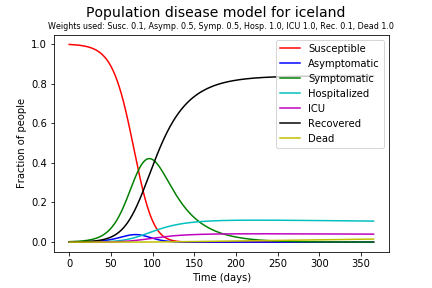 Population disease model for iceland
Weights used: Susc. 0.1, Asymp. 0.5, Symp. 0.5, Hosp. 1.0, ICU 1.0, Rec. 0.1, Dead 1.0
1.0
0.8
0.6
0.4
0.2
0.0
Fraction of people
Susceptible
Asymptomatic
Symptomatic
Hospitalized
ICU
Recovered
Dead
0 50 100 150 200 250 300 350
Time (days)